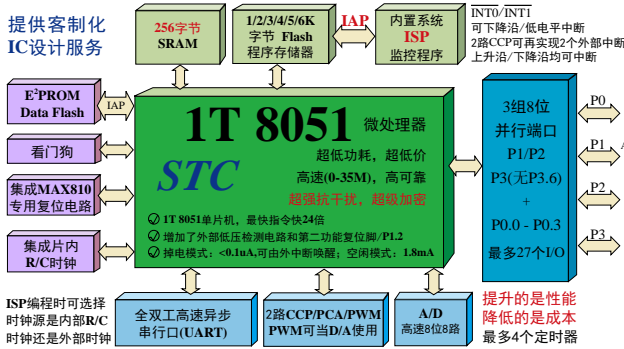 提供客制化
IC设计服务
256字节
SRAM
1/2/3/4/5/6K
字节 Flash
程序存储器
IAP
内置系统
ISP
监控程序
INT0/INT1
可下降沿/低电平中断
2路CCP可再实现2个外部中断
上升沿/下降沿均可中断
E²PROM
Data Flash
IAP
看门狗
集成MAX810
专用复位电路
集成片内
R/C时钟
1T 8051 微处理器
STC
超低功耗，超低价
高速(0-35M)，高可靠
超强抗干扰，超级加密
1T 8051单片机，最快指令快24倍
增加了外部低压检测电路和第二功能复位脚/P1.2
掉电模式：<0.1uA,可由外中断唤醒；空闲模式：1.8mA
3组8位
并行端口
P1/P2
P3(无P3.6)
+
P0.0 - P0.3
最多27个I/O
P0
P1
P2
P3
ISP编程时可选择
时钟源是内部R/C
时钟还是外部时钟
全双工高速异步
串行口(UART)
2路CCP/PCA/PWM
PWM可当D/A使用
A/D
高速8位8路
提升的是性能
降低的是成本
最多4个定时器